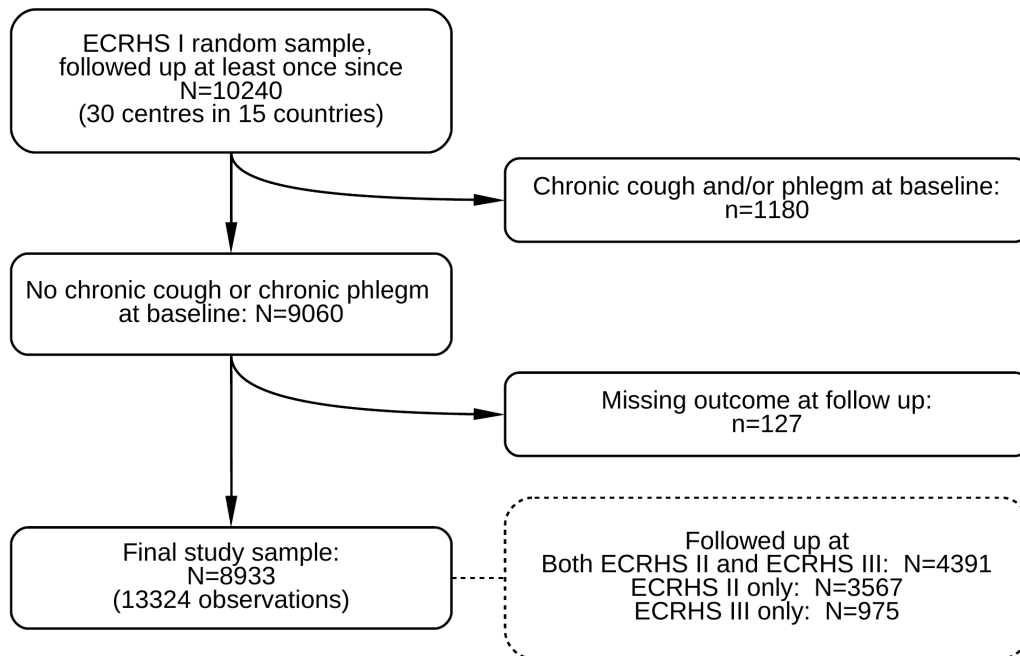 ECRHS I random sample,
followed up at least once since
N=10240
(30 centres in 15 countries)
Chronic cough and/or phlegm at baseline:
n=1180
No chronic cough or chronic phlegm
at baseline: N=9060
Missing outcome at follow up:
n=127
Final study sample:
N=8933
(13324 observations)
Followed up at
Both ECRHS II and ECRHS III: N=4391
ECRHS II only: N=3567
ECRHS III only: N=975